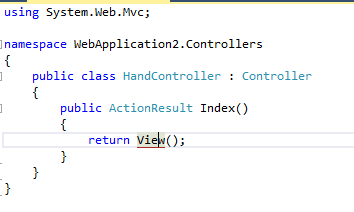 using System.Web.Mvc;
namespace WebApplication2.Controllers
{
public class HandController : Controller
{
public ActionResult Index()
{
return View();
}
}
}